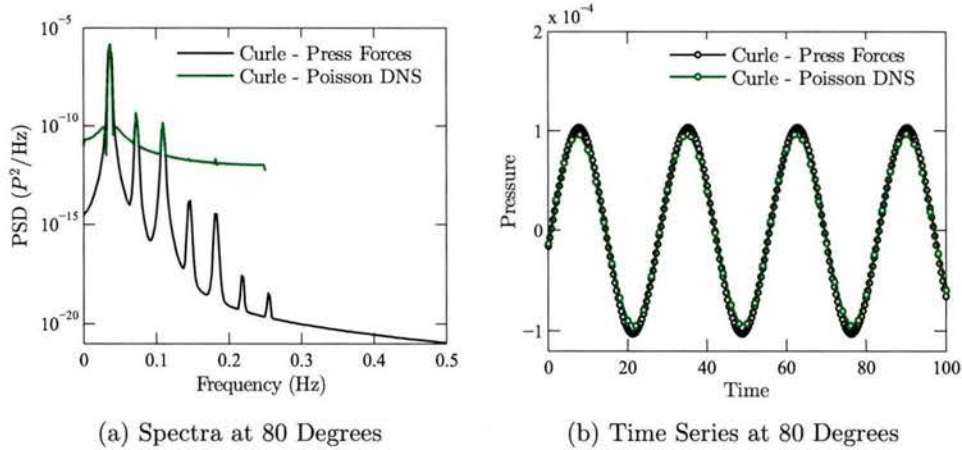 10^-5
10^-10
10^-15
10^-20
PSD (P^2/Hz)
Curle - Press Forces
Curle - Poisson DNS
0 0.1 0.2 0.3 0.4 0.5
Frequency (Hz)
(a) Spectra at 80 Degrees
2 x 10^-4
1
0
-1
Pressure
Curle - Press Forces
Curle - Poisson DNS
0 20 40 60 80 100
Time
(b) Time Series at 80 Degrees